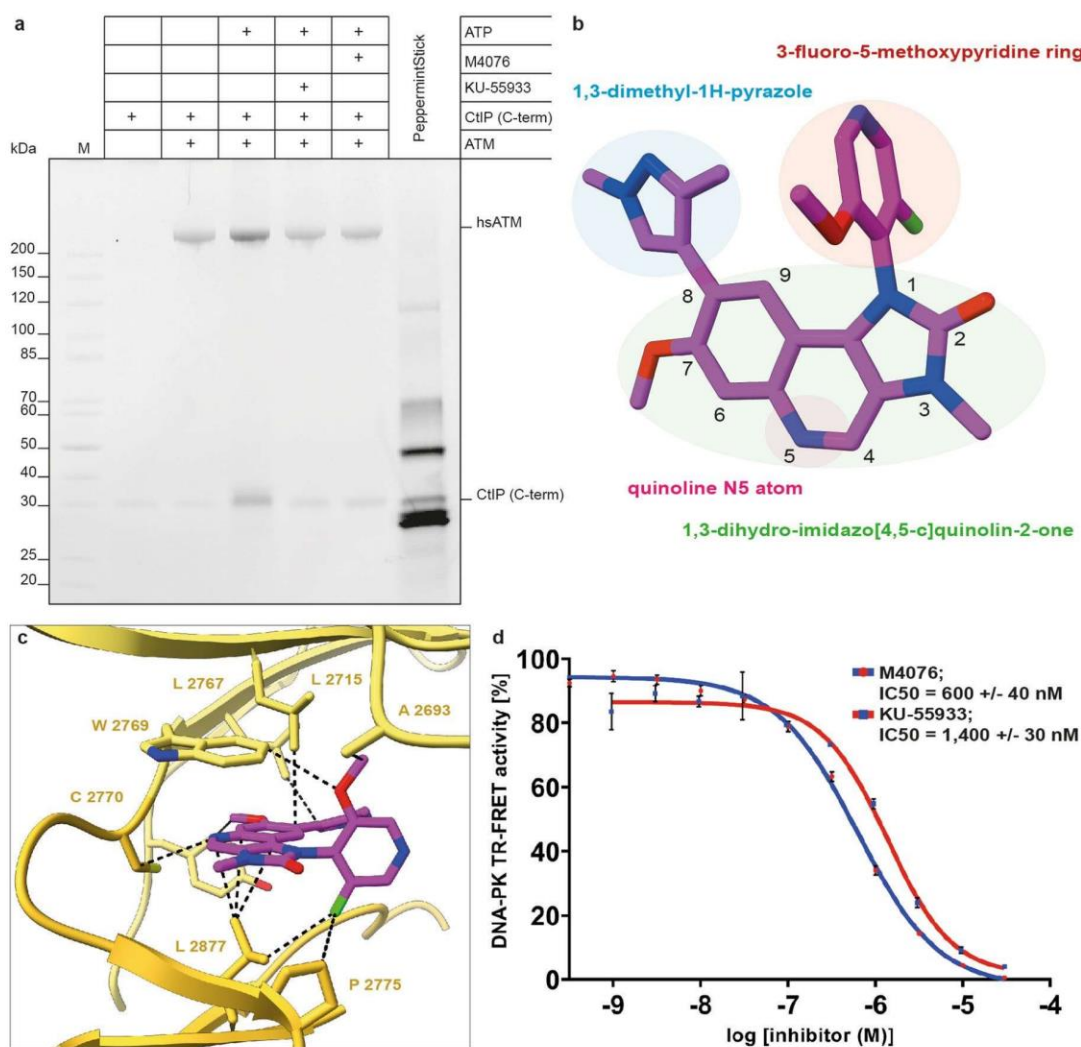 a
ATP
M4076
KU-55933
CtIP (C-term)
ATM
PeppermintStick
+ + +
+
+
+ + + + +
+ + + +
kDa M
200
150
120
100
85
70
60
50
40
30
25
20
hsATM
CtIP (C-term)
b
3-fluoro-5-methoxypyridine ring
1,3-dimethyl-1H-pyrazole
1
2
3
4
5
6
7
8
9
quinoline N5 atom
1,3-dihydro-imidazo[4,5-c]quinolin-2-one
c
L 2767
L 2715
A 2693
W 2769
C 2770
L 2877
P 2775
d
DNA-PK TR-FRET activity [%]
100
80
60
40
20
0
M4076;
IC50 = 600 +/- 40 nM
KU-55933;
IC50 = 1,400 +/- 30 nM
-9 -8 -7 -6 -5 -4
log [inhibitor (M)]